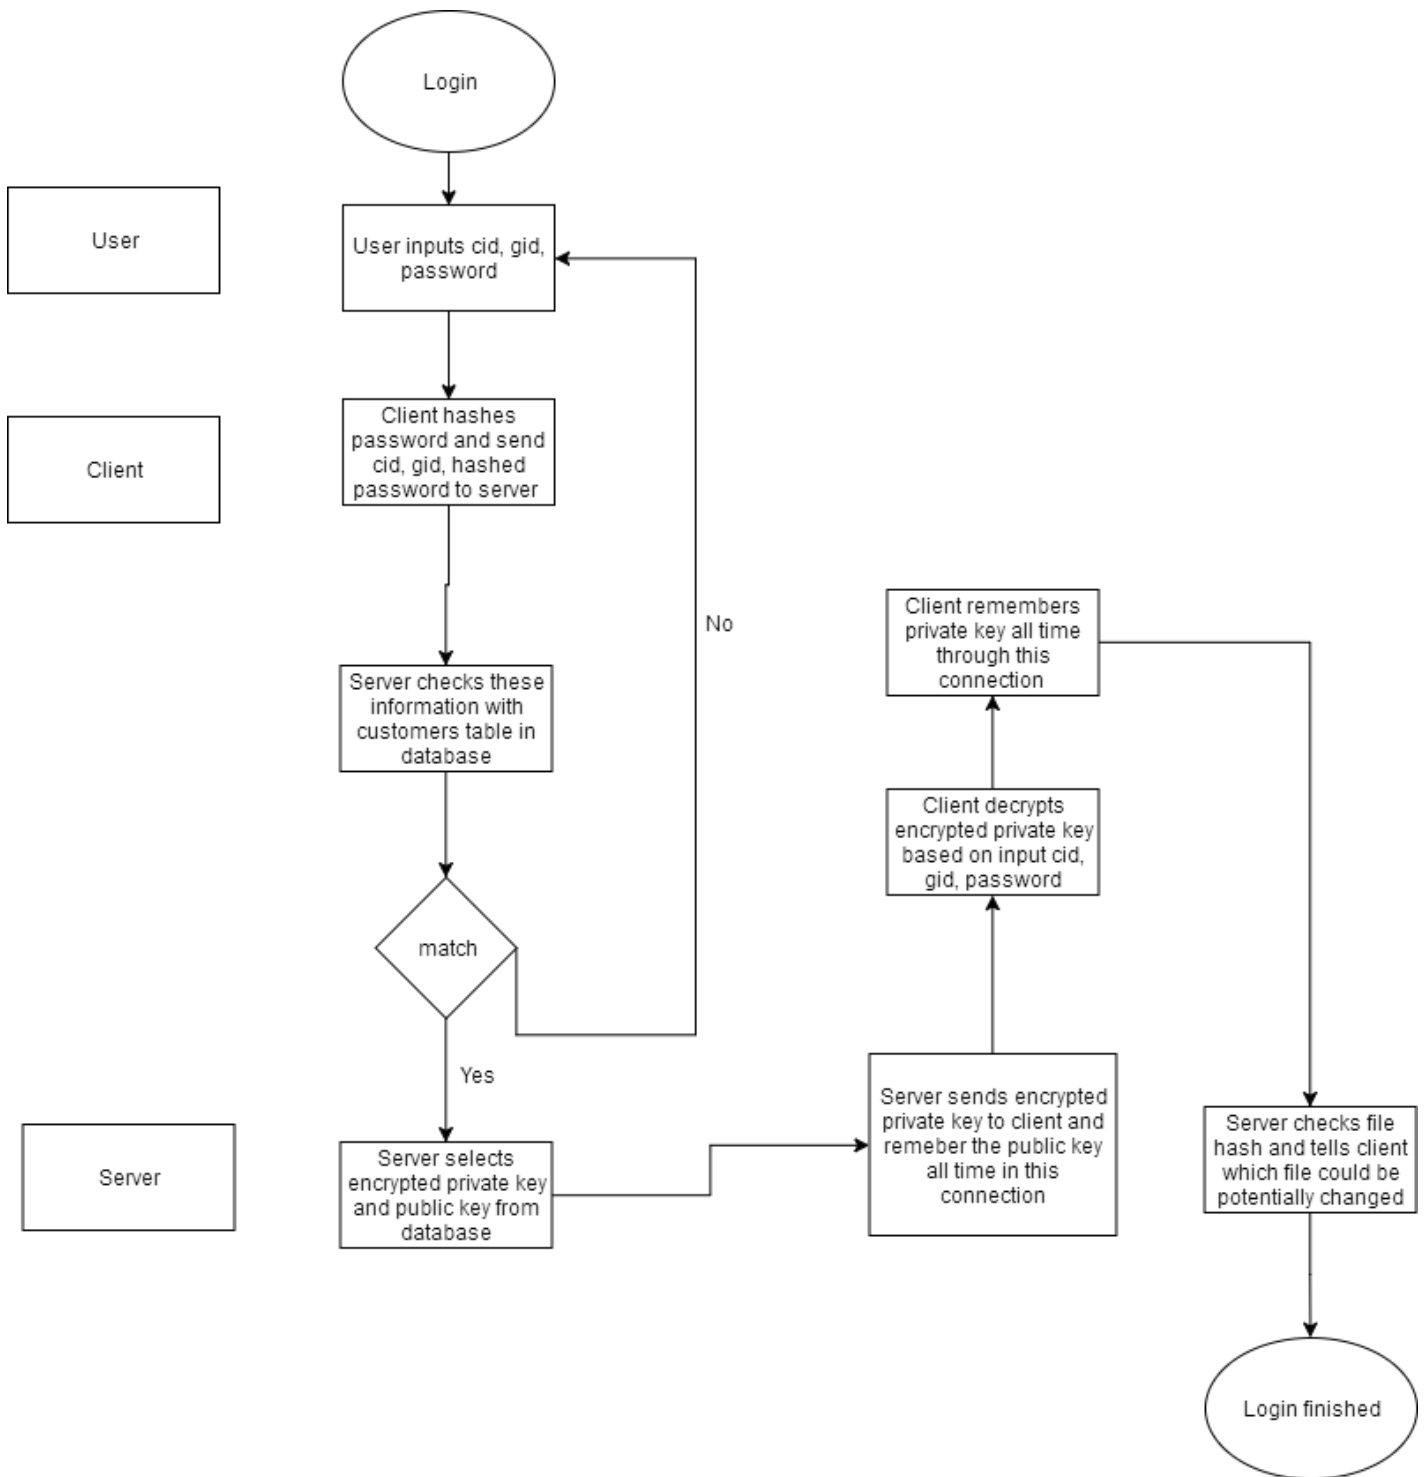 Login
User
User inputs cid, gid,
password
Client
Client hashes
password and send
cid, gid, hashed
password to server
No
Server checks these
information with
customers table in
database
match
Yes
Server
Server selects
encrypted private key
and public key from
database
Server sends encrypted
private key to client and
remeber the public key
all time in this
connection
Client decrypts
encrypted private key
based on input cid,
gid, password
Client remembers
private key all time
through this
connection
Server checks file
hash and tells client
which file could be
potentially changed
Login finished